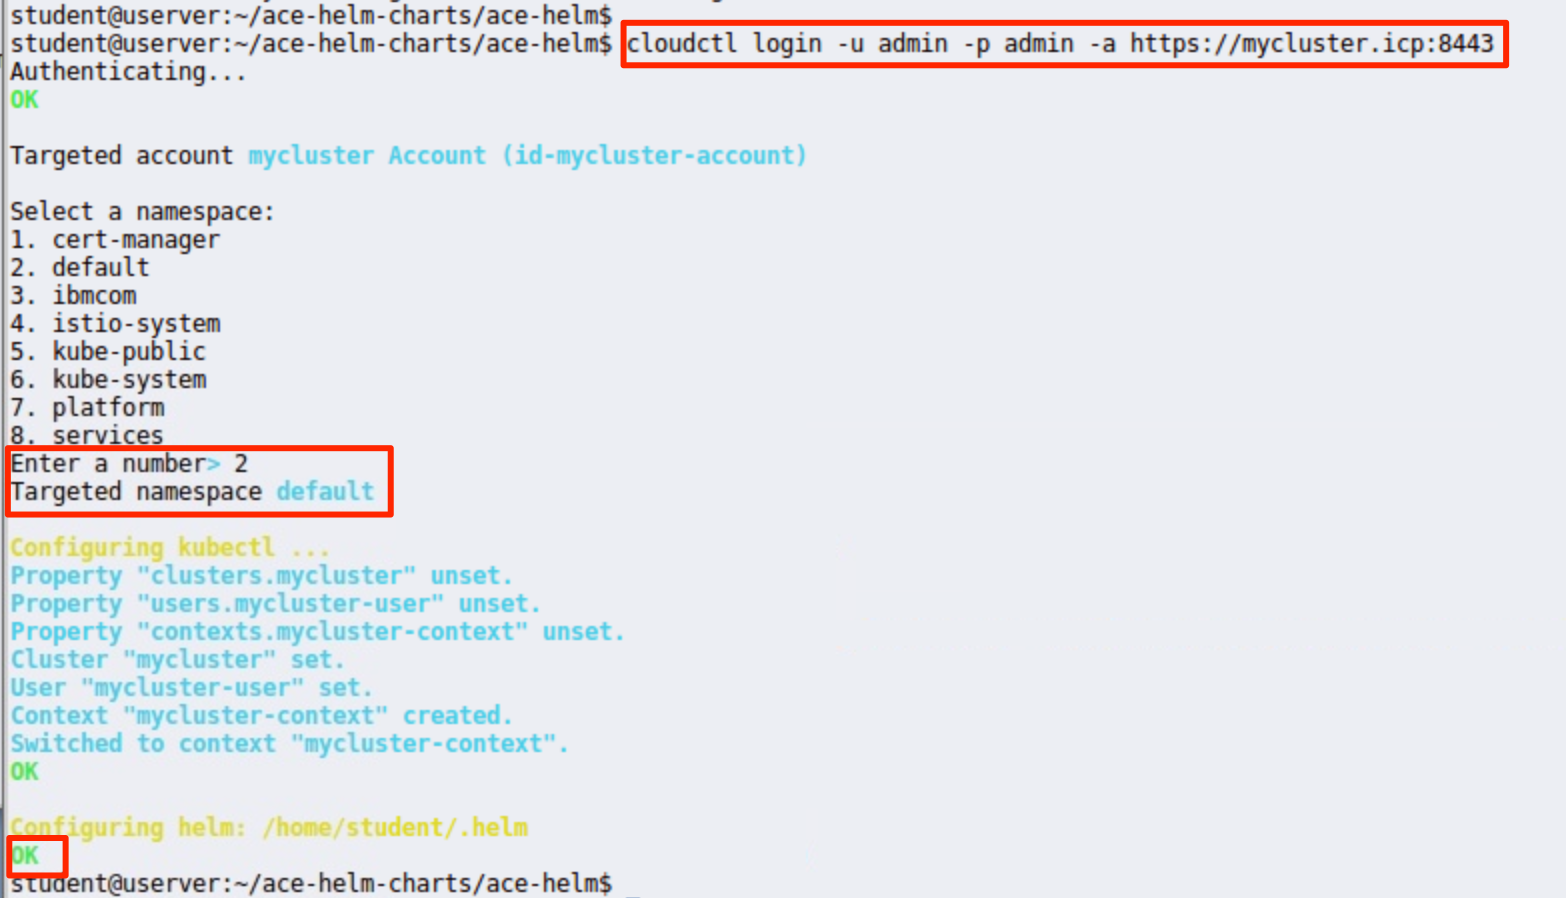 student@userver:~/ace-helm-charts/ace-helm$
student@userver:~/ace-helm-charts/ace-helm$ cloudctl login -u admin -p admin -a https://mycluster.icp:8443
Authenticating...
OK
Targeted account mycluster Account (id-mycluster-account)
Select a namespace:
1. cert-manager
2. default
3. ibmcom
4. istio-system
5. kube-public
6. kube-system
7. platform
8. services
Enter a number> 2
Targeted namespace default
Configuring kubectl ...
Property "clusters.mycluster" unset.
Property "users.mycluster-user" unset.
Property "contexts.mycluster-context" unset.
Cluster "mycluster" set.
User "mycluster-user" set.
Context "mycluster-context" created.
Switched to context "mycluster-context".
OK
Configuring helm: /home/student/.helm
OK
student@userver:~/ace-helm-charts/ace-helm$